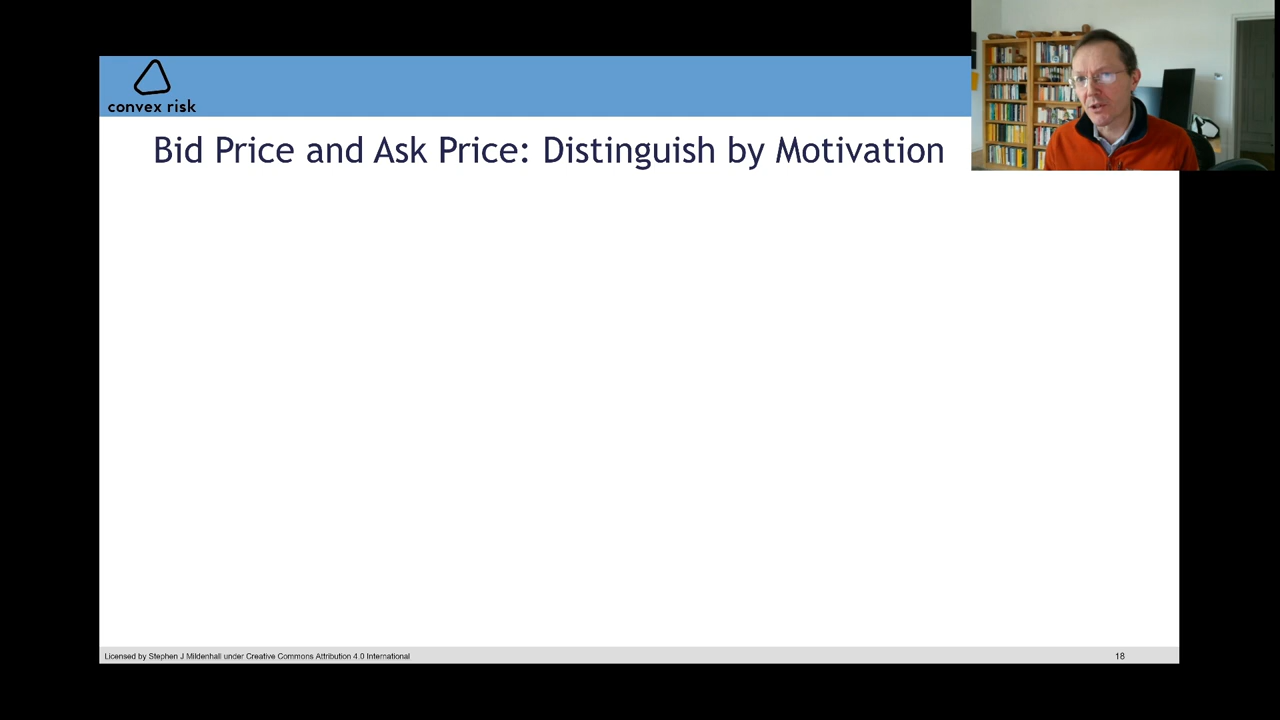 convex risk
Bid Price and Ask Price: Distinguish by Motivation
Licensed by Stephen J Mildenhall under Creative Commons Attribution 4.0 International
18